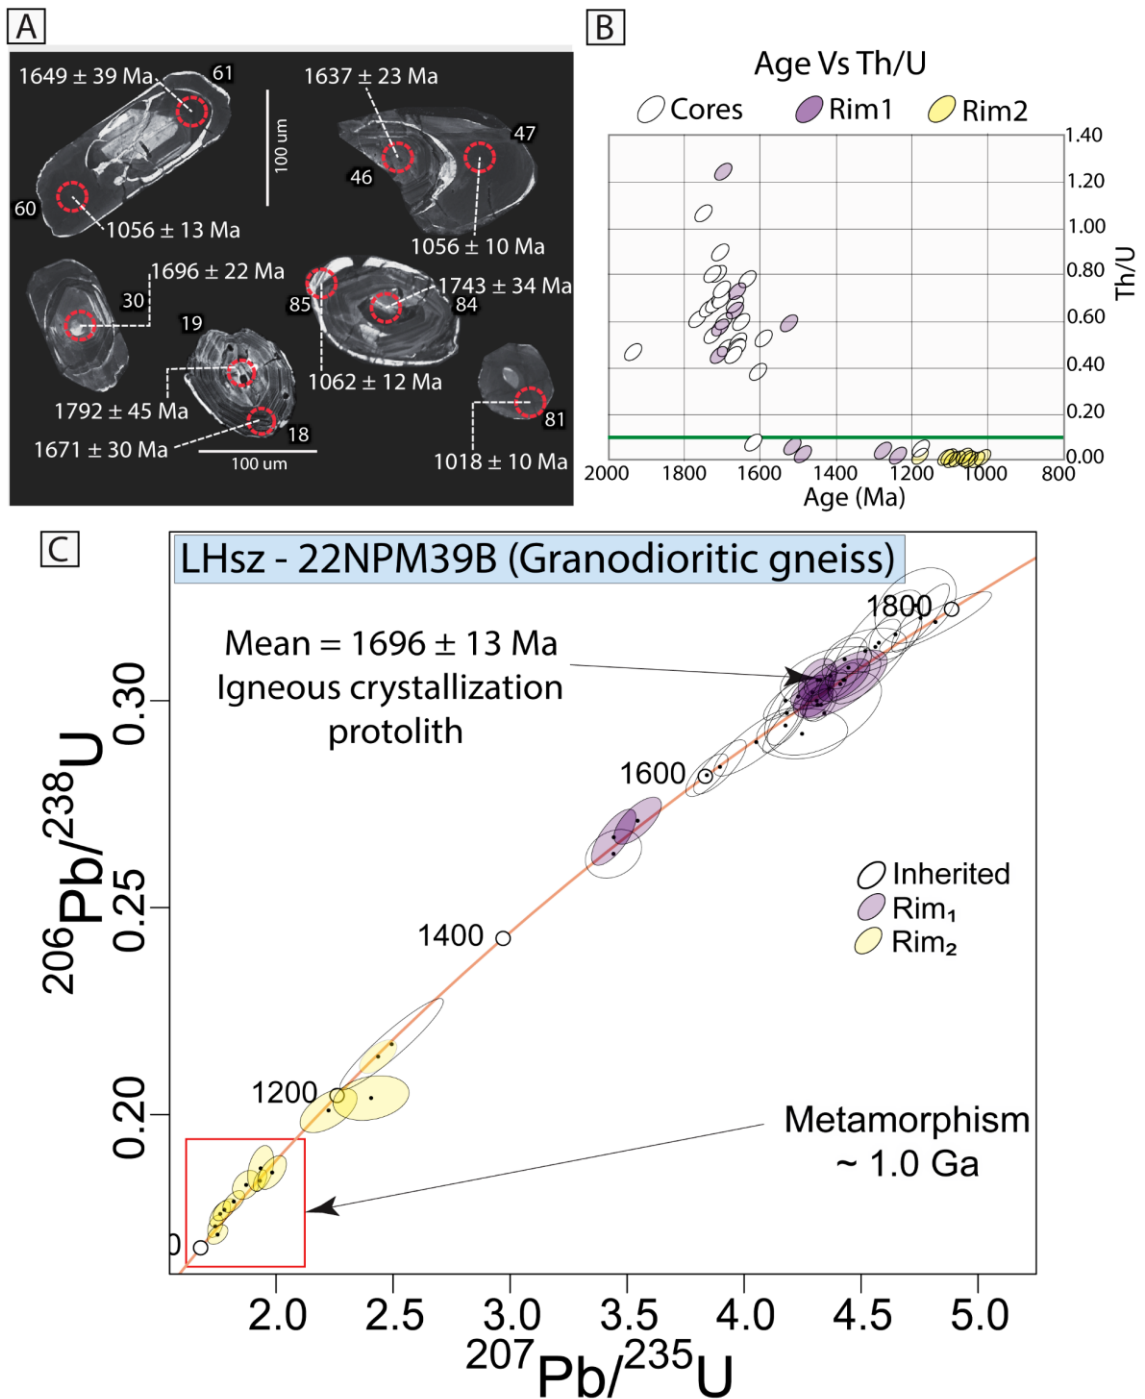 A
1649 ± 39 Ma
61
1637 ± 23 Ma
47
100 um
46
60
1056 ± 13 Ma
1056 ± 10 Ma
1696 ± 22 Ma
30
85
1743 ± 34 Ma
84
19
1062 ± 12 Ma
1792 ± 45 Ma
81
1671 ± 30 Ma
18
100 um
1018 ± 10 Ma
B
Age Vs Th/U
Cores Rim1 Rim2
1.40
1.20
1.00
0.80
0.60
0.40
0.20
0.00
Th/U
2000 1800 1600 1400 1200 1000 800
Age (Ma)
C
LHsz - 22NPM39B (Granodioritic gneiss)
1800
Mean = 1696 ± 13 Ma
Igneous crystallization
protolith
1600
Inherited
Rim₁
Rim₂
1400
1200
Metamorphism
~ 1.0 Ga
0
0.30
0.25
0.20
²⁰⁶Pb/²³⁸U
2.0 2.5 3.0 3.5 4.0 4.5 5.0
²⁰⁷Pb/²³⁵U